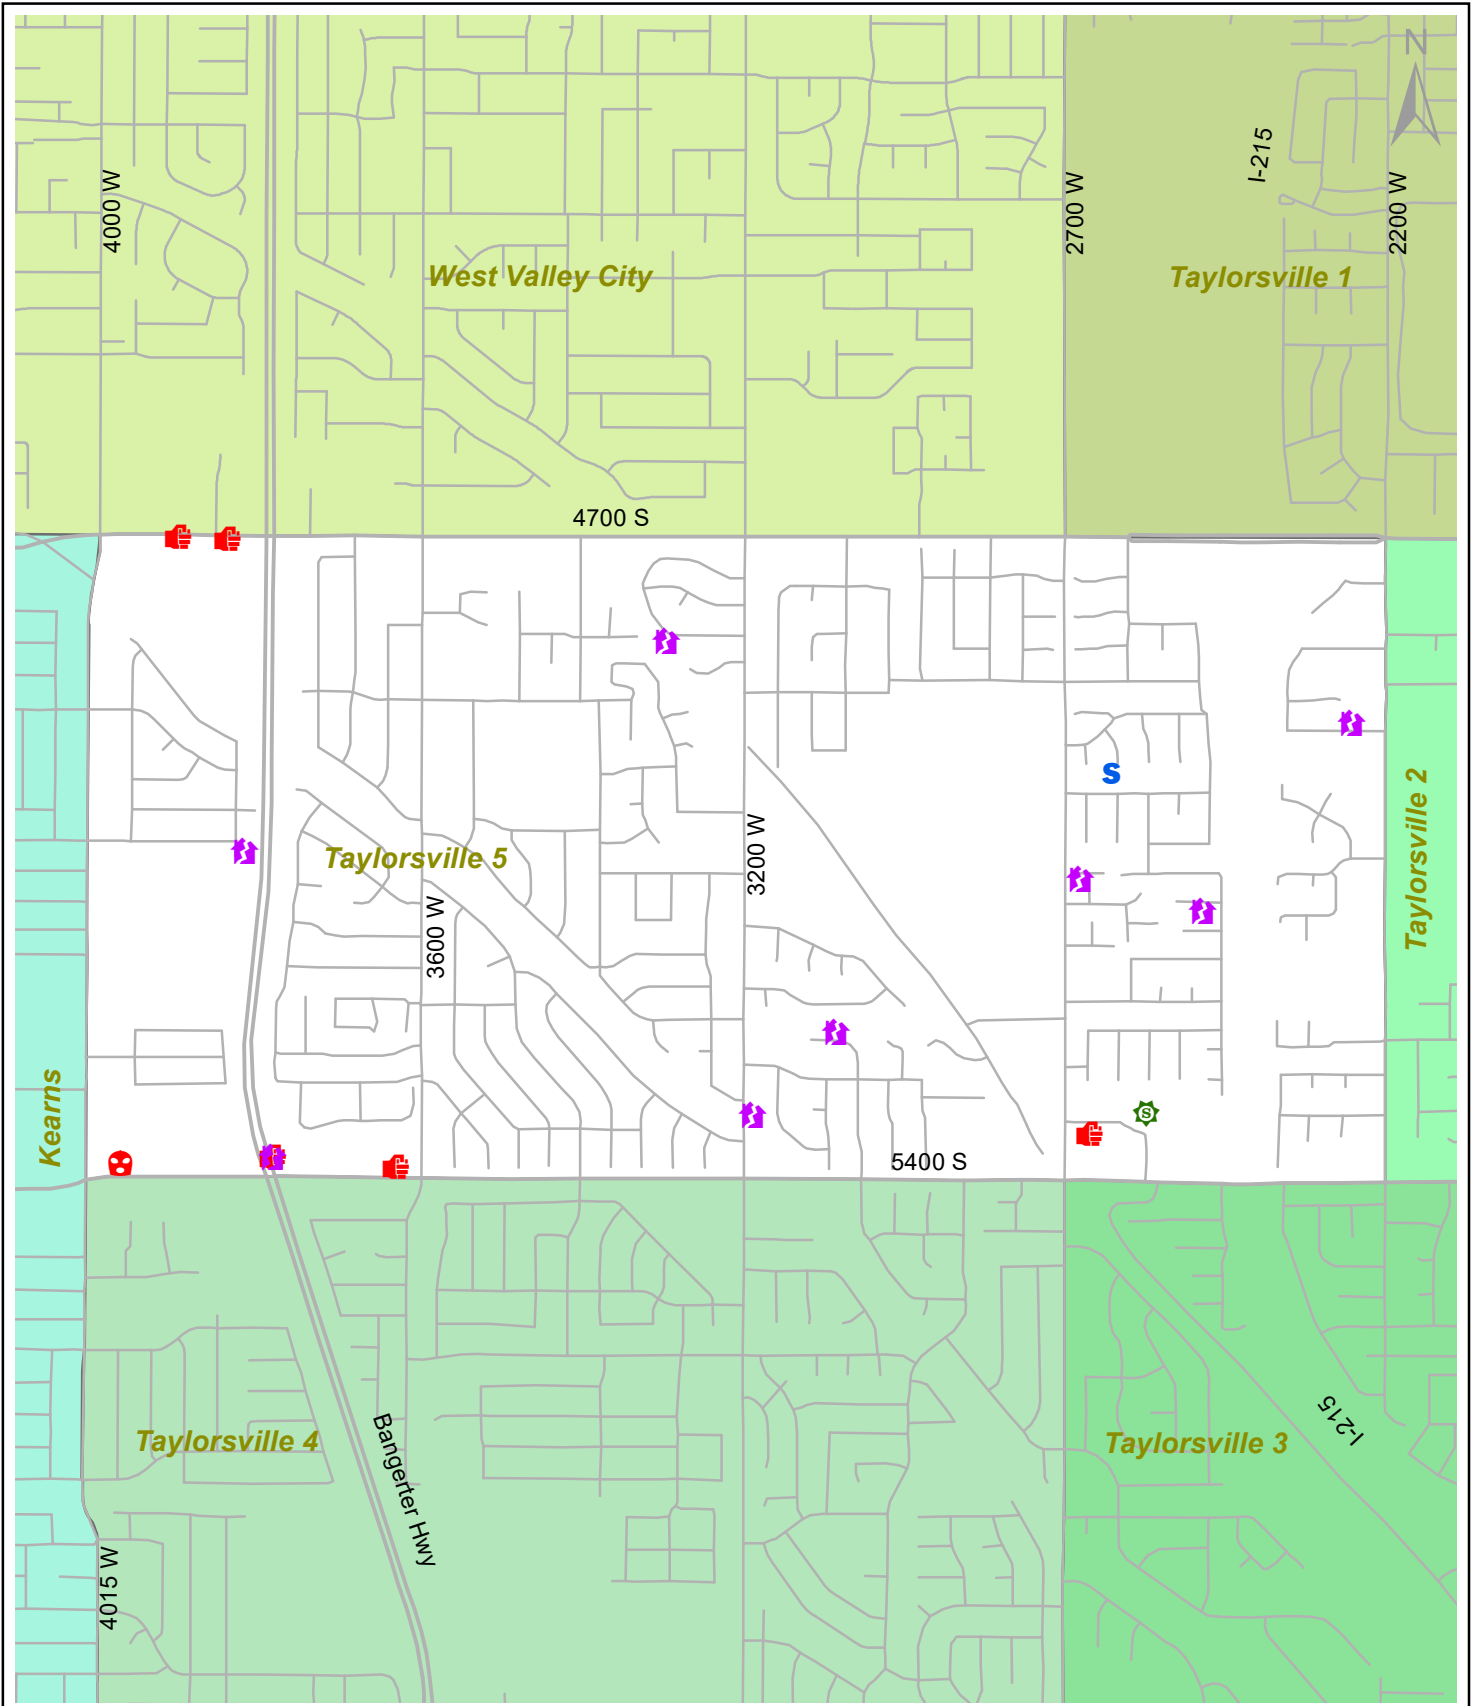 N
I-215
4000 W
2700 W
2200 W
West Valley City
Taylorsville 1
4700 S
S
Taylorsville 2
3200 W
Taylorsville 5
3600 W
Kearns
S
5400 S
Taylorsville 4
Bangerter Hwy
Taylorsville 3
I-215
4015 W